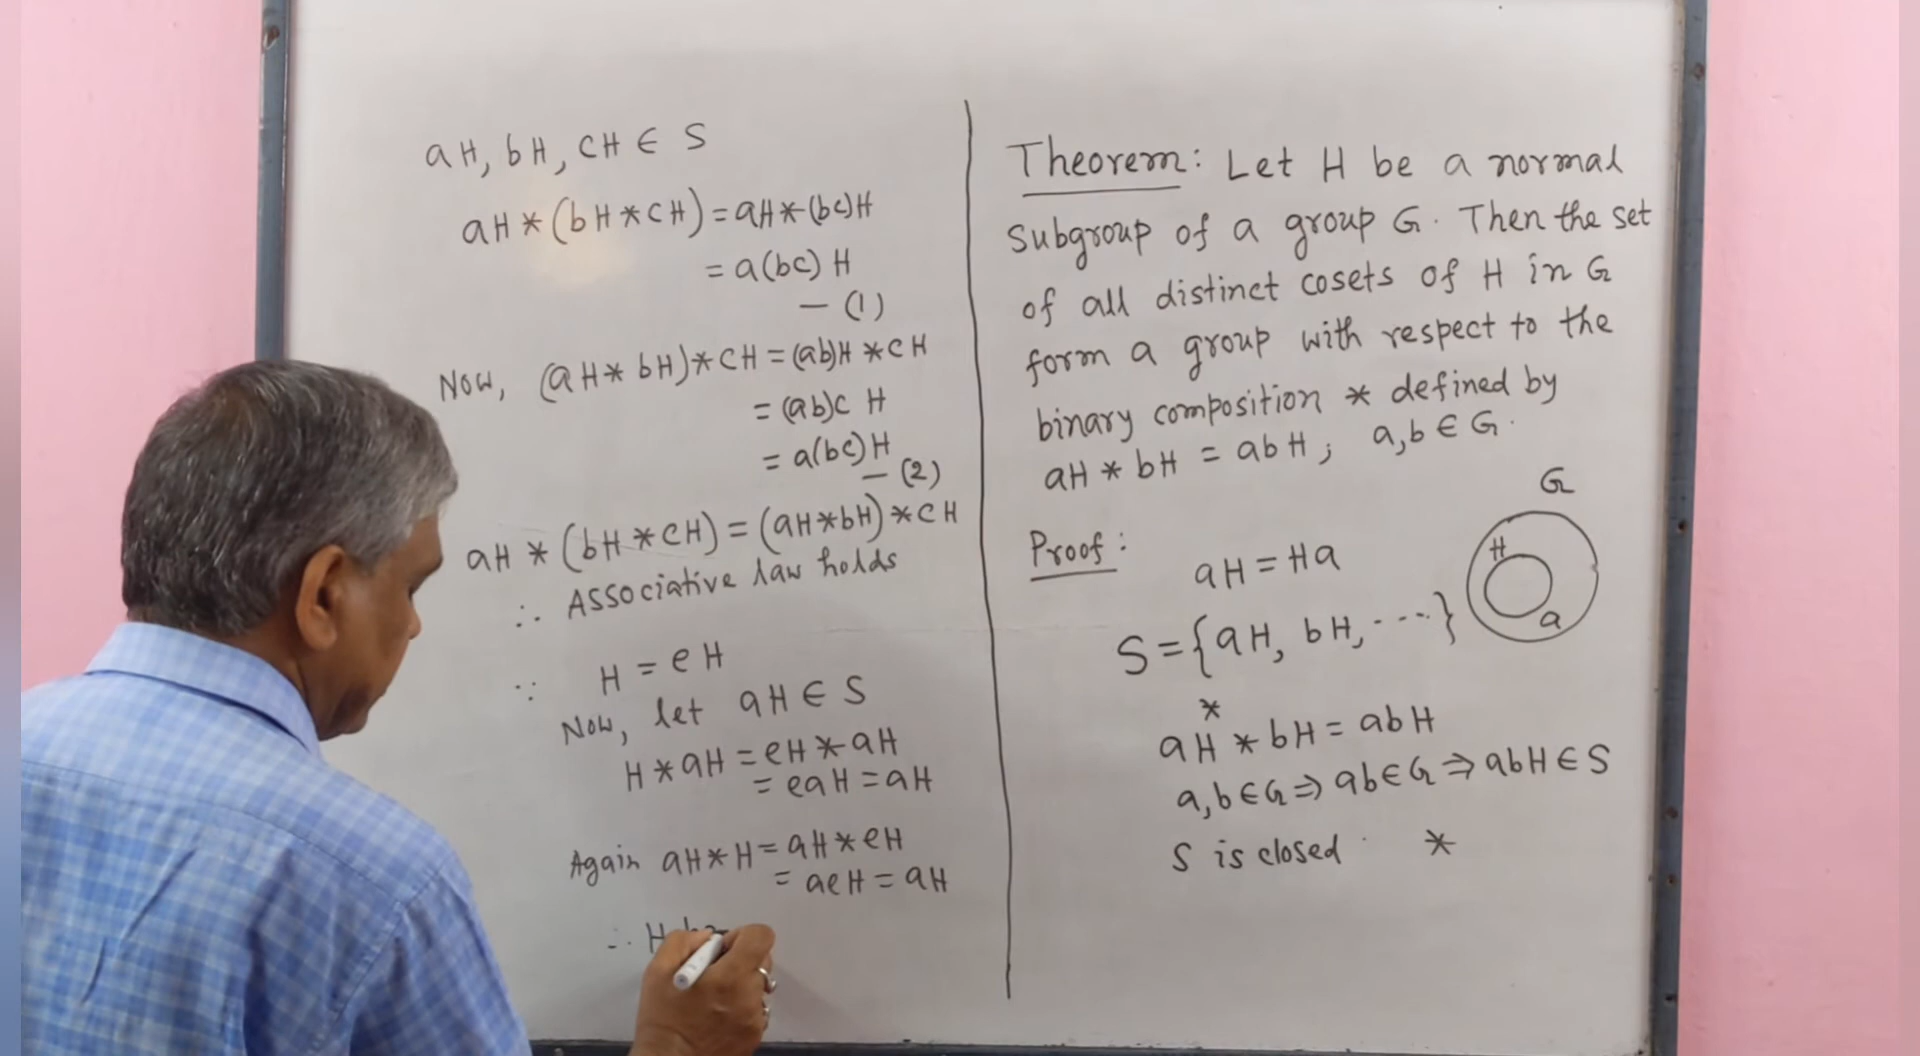 aH, bH, cH ∈ S
aH * (bH * cH) = aH * (bc)H
= a(bc) H
— (1)
Now, (aH * bH) * cH = (ab)H * cH
= (ab)c H
= a(bc) H
— (2)
aH * (bH * cH) = (aH * bH) * cH
∴ Associative law holds
∵ H = eH
Now, let aH ∈ S
H * aH = eH * aH
= eaH = aH
Again aH * H = aH * eH
= aeH = aH
∴ H
Theorem: Let H be a normal
subgroup of a group G. Then the set
of all distinct cosets of H in G
form a group with respect to the
binary composition * defined by
aH * bH = abH; a,b ∈ G.
G
H
a
Proof:
aH = Ha
S = {aH, bH, ....}
*
aH * bH = abH
a,b ∈ G ⇒ ab ∈ G ⇒ abH ∈ S
S is closed . *